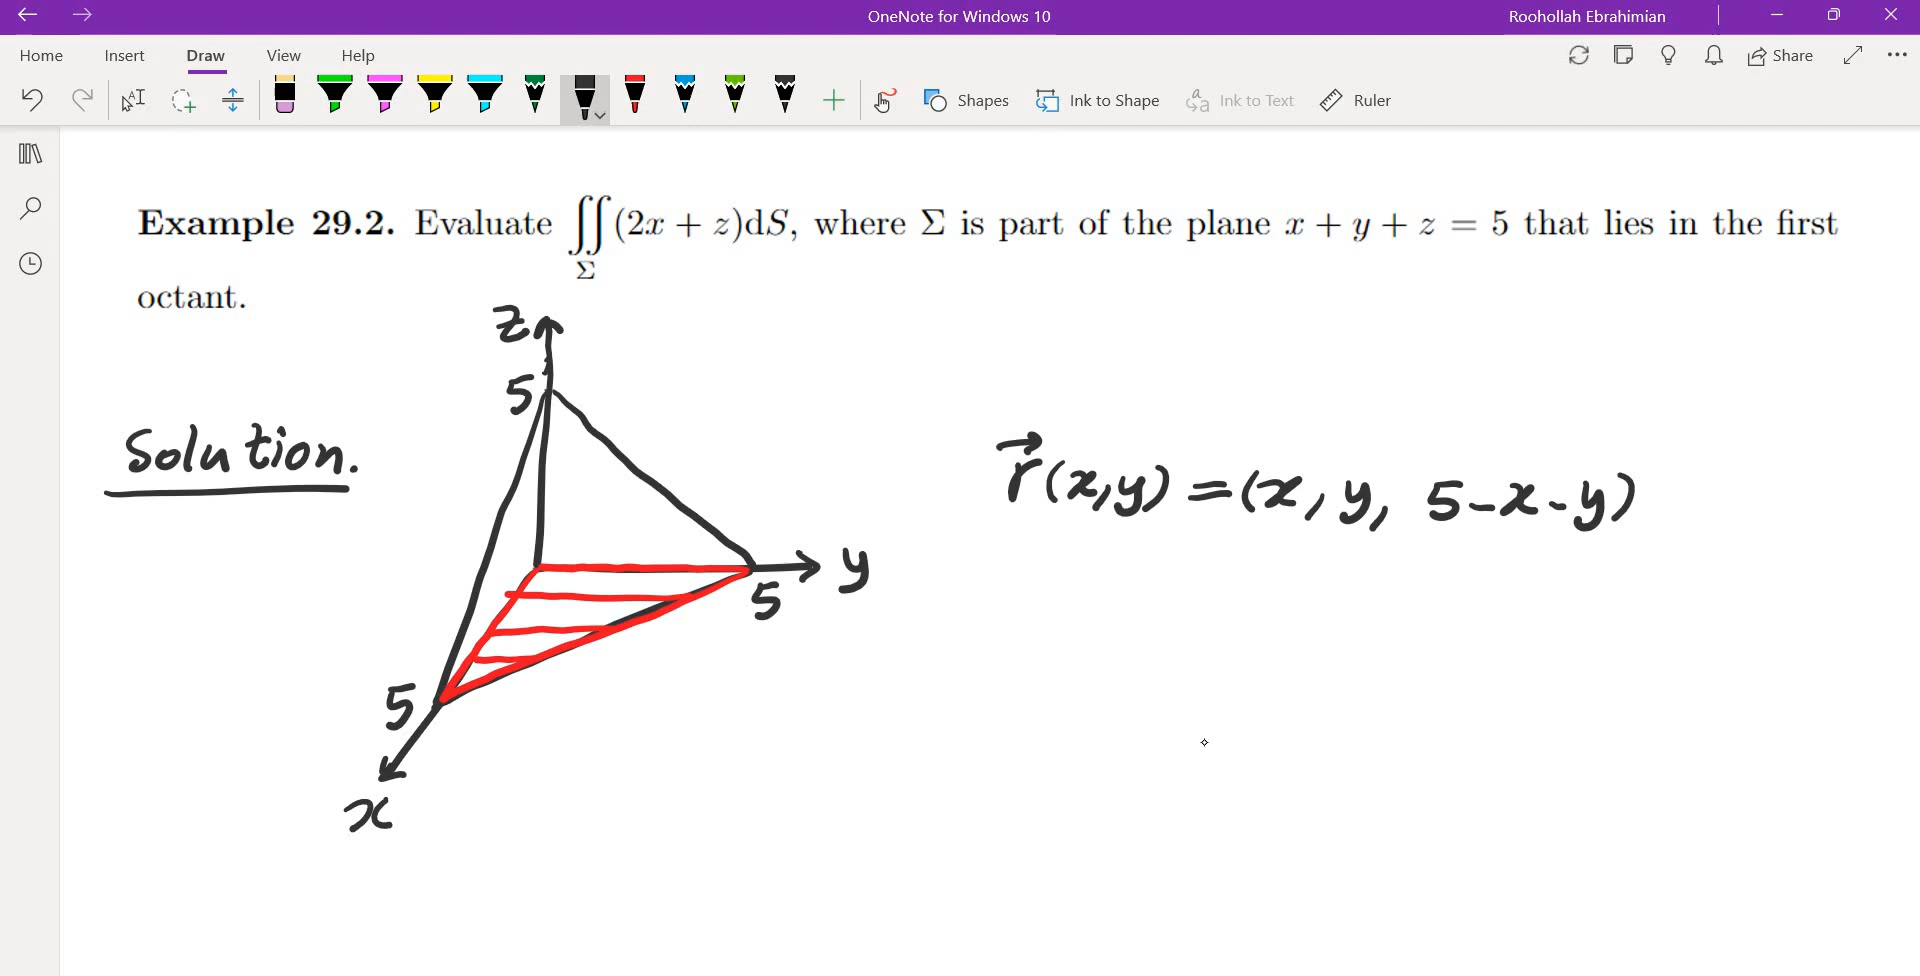 OneNote for Windows 10
Roohollah Ebrahimian
Home Insert Draw View Help
Share
Shapes Ink to Shape Ink to Text Ruler
Example 29.2. Evaluate ∬_Σ (2x + z)dS, where Σ is part of the plane x + y + z = 5 that lies in the first
octant.
z
5
Solution.
r⃗(x,y) = (x, y, 5-x-y)
y
5
5
x